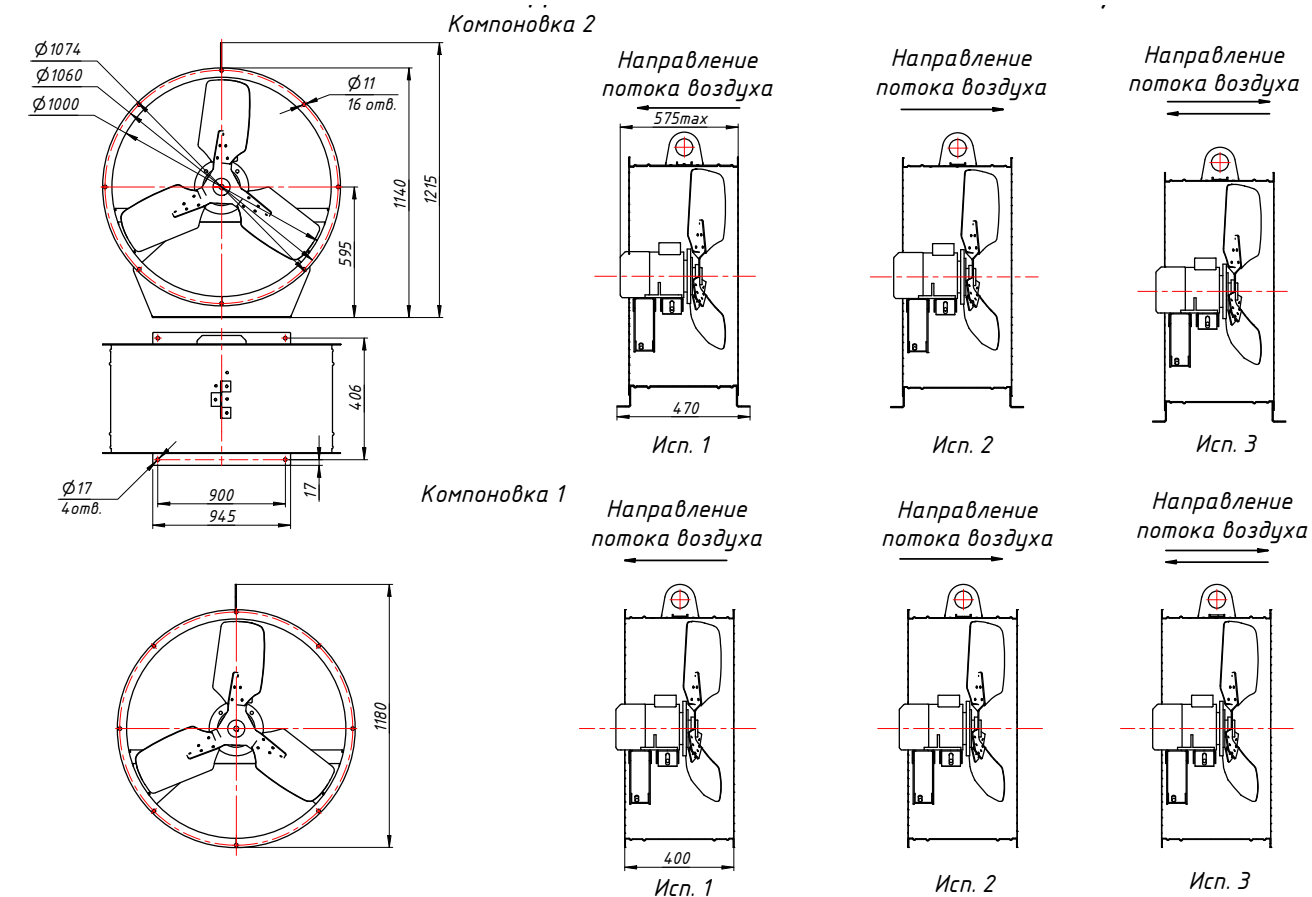 Компоновка 2
Ø1074
Ø1060
Ø1000
Ø11
16 отв.
595
1140
1215
Направление
потока воздуха
575max
470
Исп. 1
Направление
потока воздуха
Исп. 2
Направление
потока воздуха
Исп. 3
406
17
Ø17
4отв.
900
945
Компоновка 1
1180
Направление
потока воздуха
400
Исп. 1
Направление
потока воздуха
Исп. 2
Направление
потока воздуха
Исп. 3